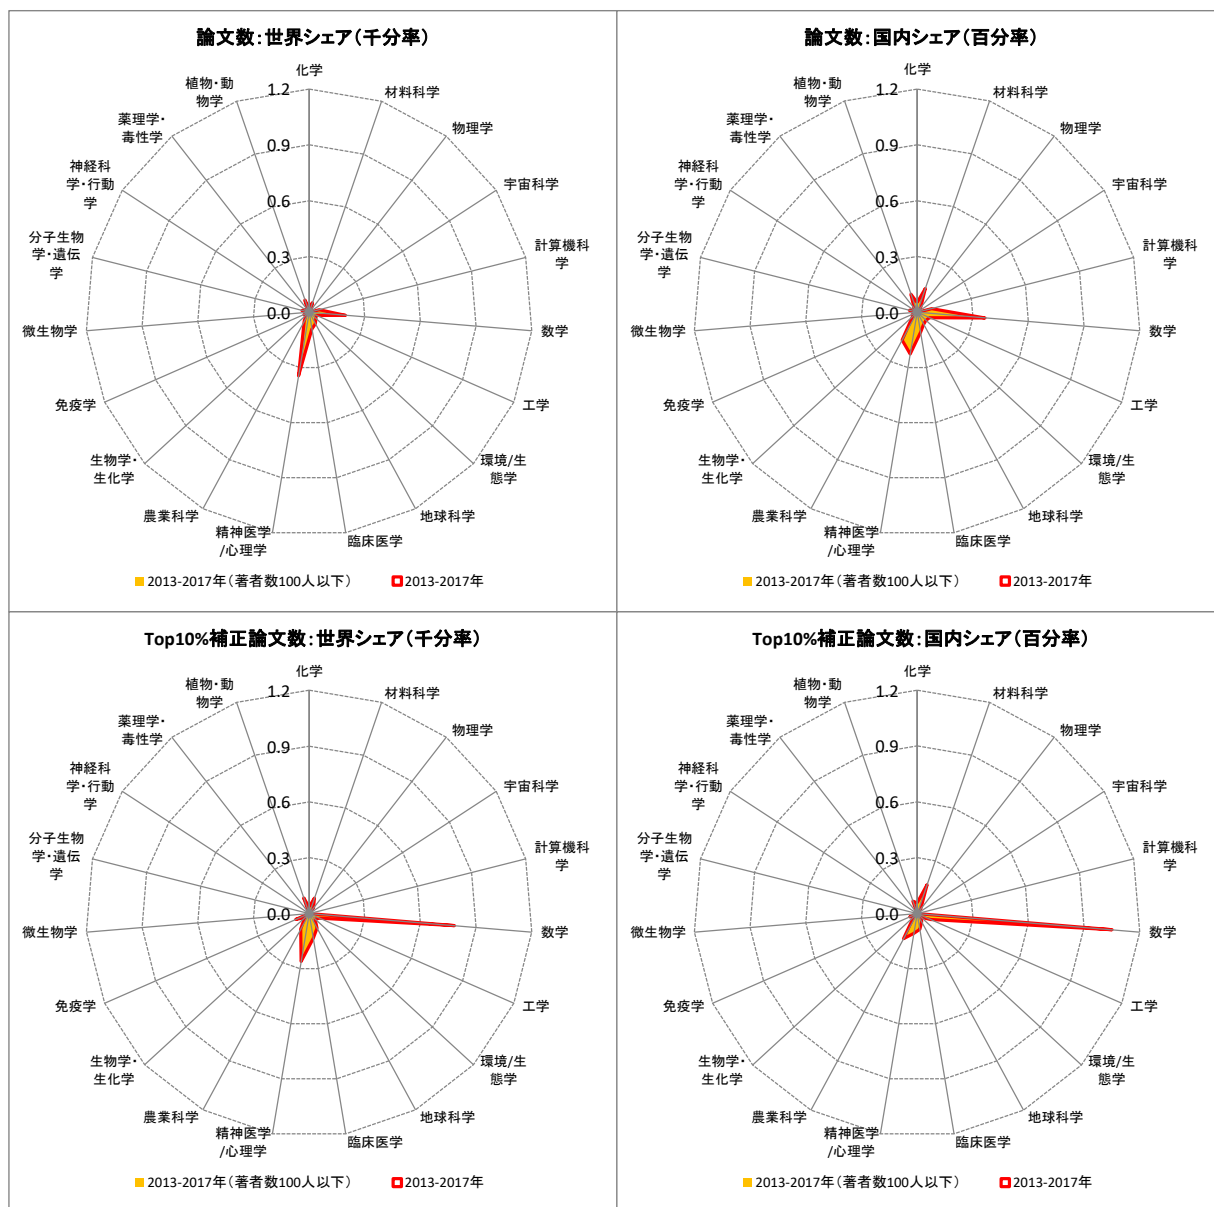 論文数：世界シェア（千分率）
化学
材料科学
物理学
宇宙科学
計算機科
学
数学
工学
環境/生
態学
地球科学
臨床医学
精神医学
/心理学
農業科学
生物学・
生化学
免疫学
微生物学
分子生物
学・遺伝
学
神経科
学・行動
学
薬理学・
毒性学
植物・動
物学
1.2
0.9
0.6
0.3
0.0
2013-2017年（著者数100人以下）
2013-2017年
論文数：国内シェア（百分率）
化学
材料科学
物理学
宇宙科学
計算機科
学
数学
工学
環境/生
態学
地球科学
臨床医学
精神医学
/心理学
農業科学
生物学・
生化学
免疫学
微生物学
分子生物
学・遺伝
学
神経科
学・行動
学
薬理学・
毒性学
植物・動
物学
1.2
0.9
0.6
0.3
0.0
2013-2017年（著者数100人以下）
2013-2017年
Top10%補正論文数：世界シェア（千分率）
化学
材料科学
物理学
宇宙科学
計算機科
学
数学
工学
環境/生
態学
地球科学
臨床医学
精神医学
/心理学
農業科学
生物学・
生化学
免疫学
微生物学
分子生物
学・遺伝
学
神経科
学・行動
学
薬理学・
毒性学
植物・動
物学
1.2
0.9
0.6
0.3
0.0
2013-2017年（著者数100人以下）
2013-2017年
Top10%補正論文数：国内シェア（百分率）
化学
材料科学
物理学
宇宙科学
計算機科
学
数学
工学
環境/生
態学
地球科学
臨床医学
精神医学
/心理学
農業科学
生物学・
生化学
免疫学
微生物学
分子生物
学・遺伝
学
神経科
学・行動
学
薬理学・
毒性学
植物・動
物学
1.2
0.9
0.6
0.3
0.0
2013-2017年（著者数100人以下）
2013-2017年